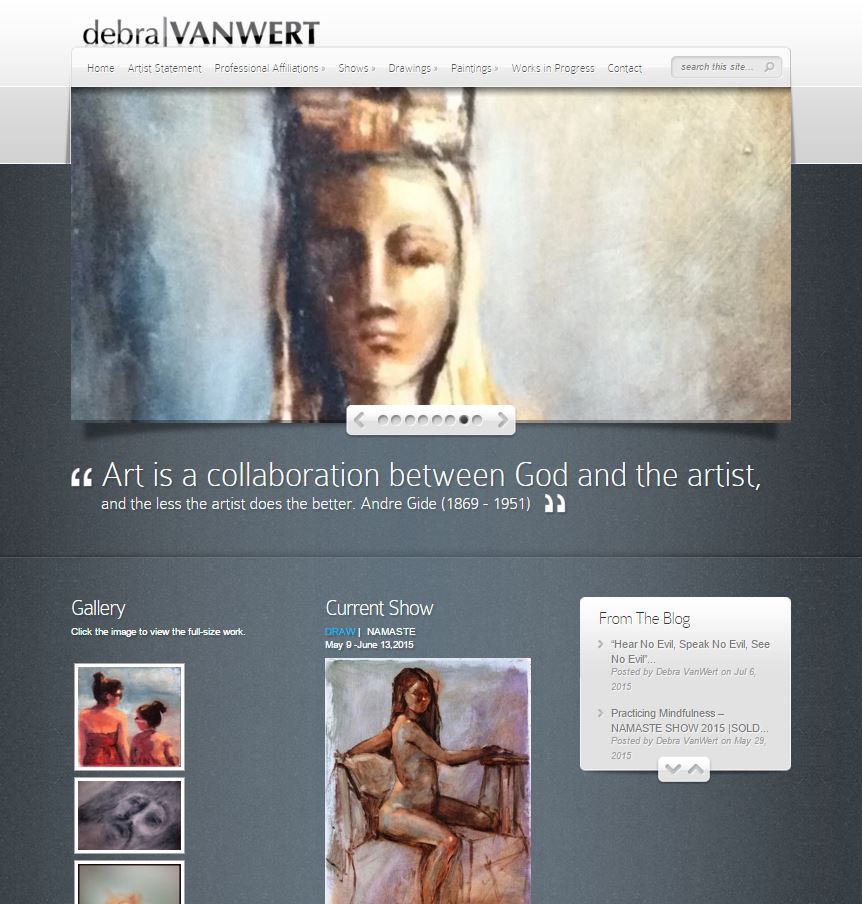 debra|VANWERT
Home Artist Statement Professional Affiliations » Shows » Drawings » Paintings » Works in Progress Contact search this site...
“ Art is a collaboration between God and the artist,
and the less the artist does the better. Andre Gide (1869 - 1951) ”
Gallery
Click the image to view the full-size work.
Current Show
DRAW | NAMASTE
May 9 -June 13,2015
From The Blog
“Hear No Evil, Speak No Evil, See
No Evil”...
Posted by Debra VanWert on Jul 6,
2015
Practicing Mindfulness –
NAMASTE SHOW 2015 |SOLD...
Posted by Debra VanWert on May 29,
2015